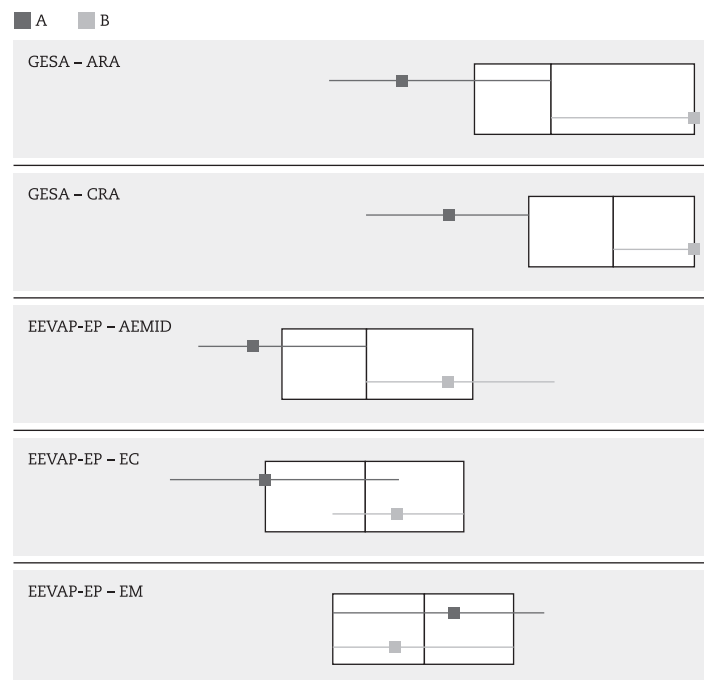 A B
GESA – ARA
GESA – CRA
EEVAP-EP – AEMID
EEVAP-EP – EC
EEVAP-EP – EM